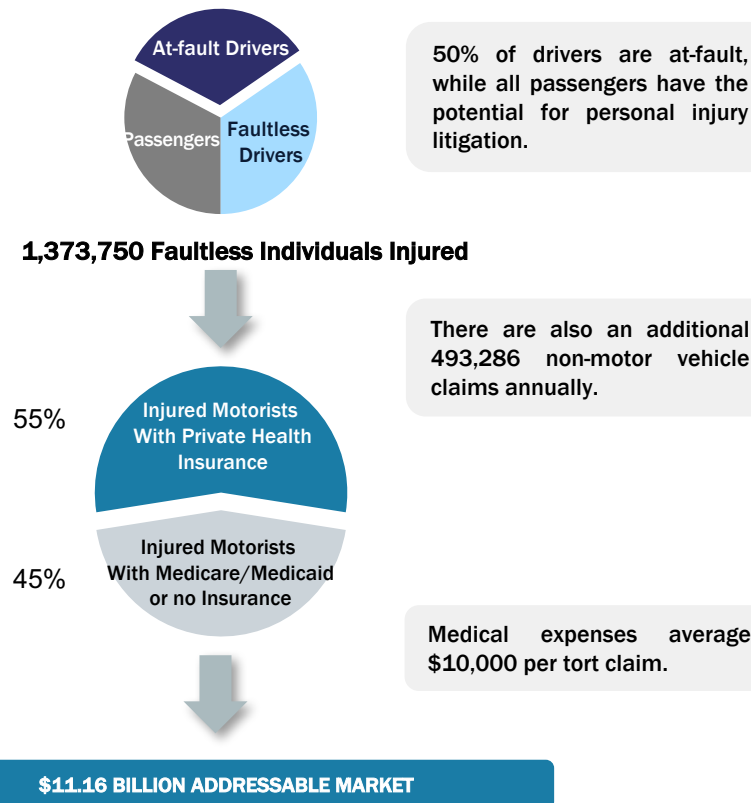 At-fault Drivers
Passengers
Faultless
Drivers
50% of drivers are at-fault,
while all passengers have the
potential for personal injury
litigation.
1,373,750 Faultless Individuals Injured
There are also an additional
493,286 non-motor vehicle
claims annually.
55%
Injured Motorists
With Private Health
Insurance
45%
Injured Motorists
With Medicare/Medicaid
or no Insurance
Medical expenses average
$10,000 per tort claim.
$11.16 BILLION ADDRESSABLE MARKET